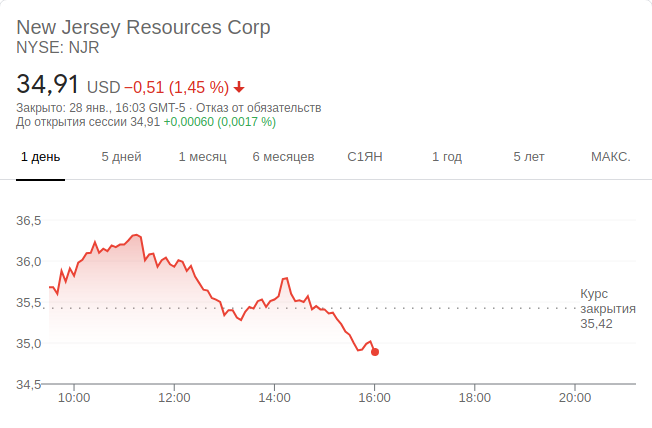 New Jersey Resources Corp
NYSE: NJR
34,91 USD −0,51 (1,45 %)
Закрыто: 28 янв., 16:03 GMT-5 · Отказ от обязательств
До открытия сессии 34,91 +0,00060 (0,0017 %)
1 день 5 дней 1 месяц 6 месяцев С1ЯН 1 год 5 лет МАКС.
36,5
36,0
35,5
35,0
34,5
Курс
закрытия
35,42
10:00 12:00 14:00 16:00 18:00 20:00